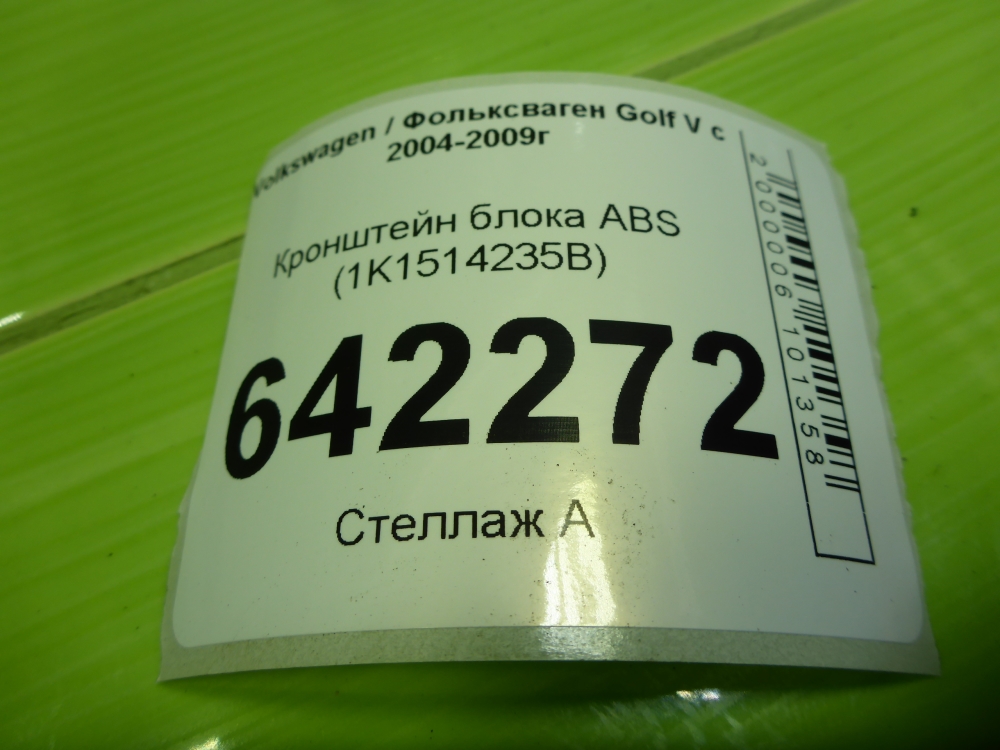 Volkswagen / Фольксваген Golf V с
2004-2009г
Кронштейн блока ABS
(1K1514235B)
642272
Стеллаж А
2000006101358